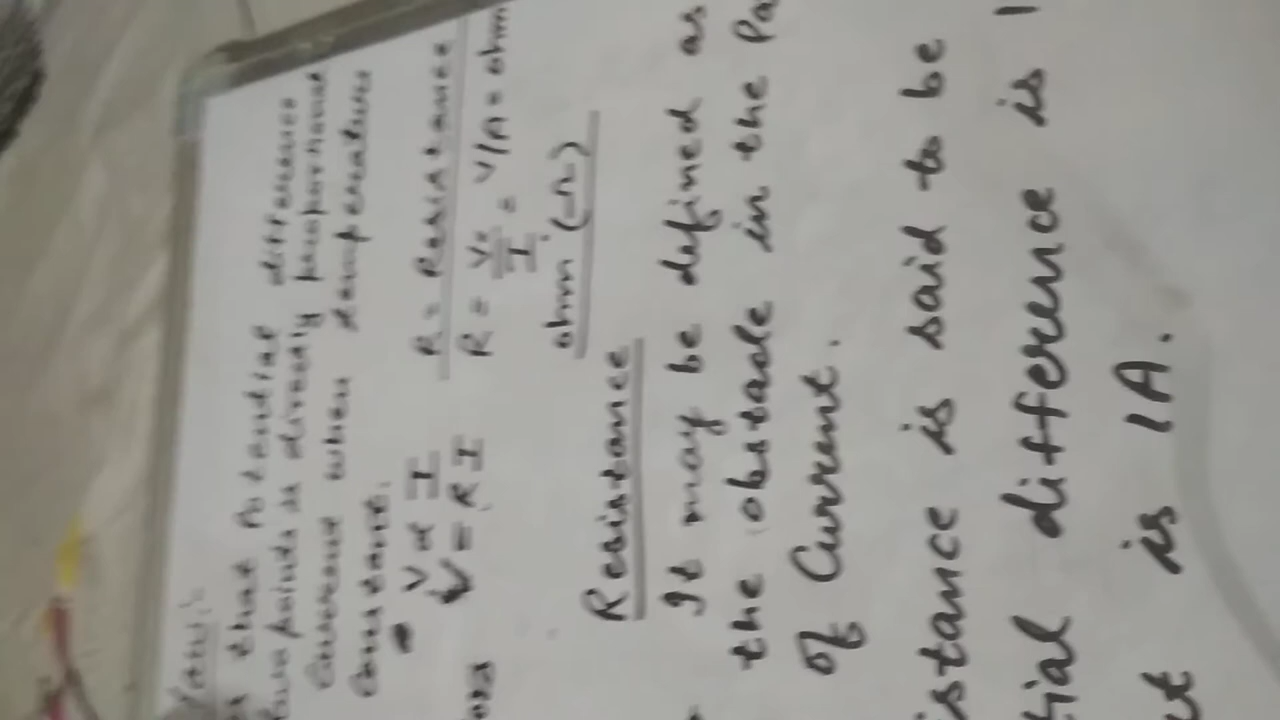 Law:
that Potential difference
two points is directly proportional
current when temperature
constant.
V α I R = Resistance
V = RI R = V/I = V/A = ohm
ohm (Ω)
Resistance
It may be defined as
the obstacle in the Pa
of Current.
istance is said to be
tial difference is 1
t is 1A.